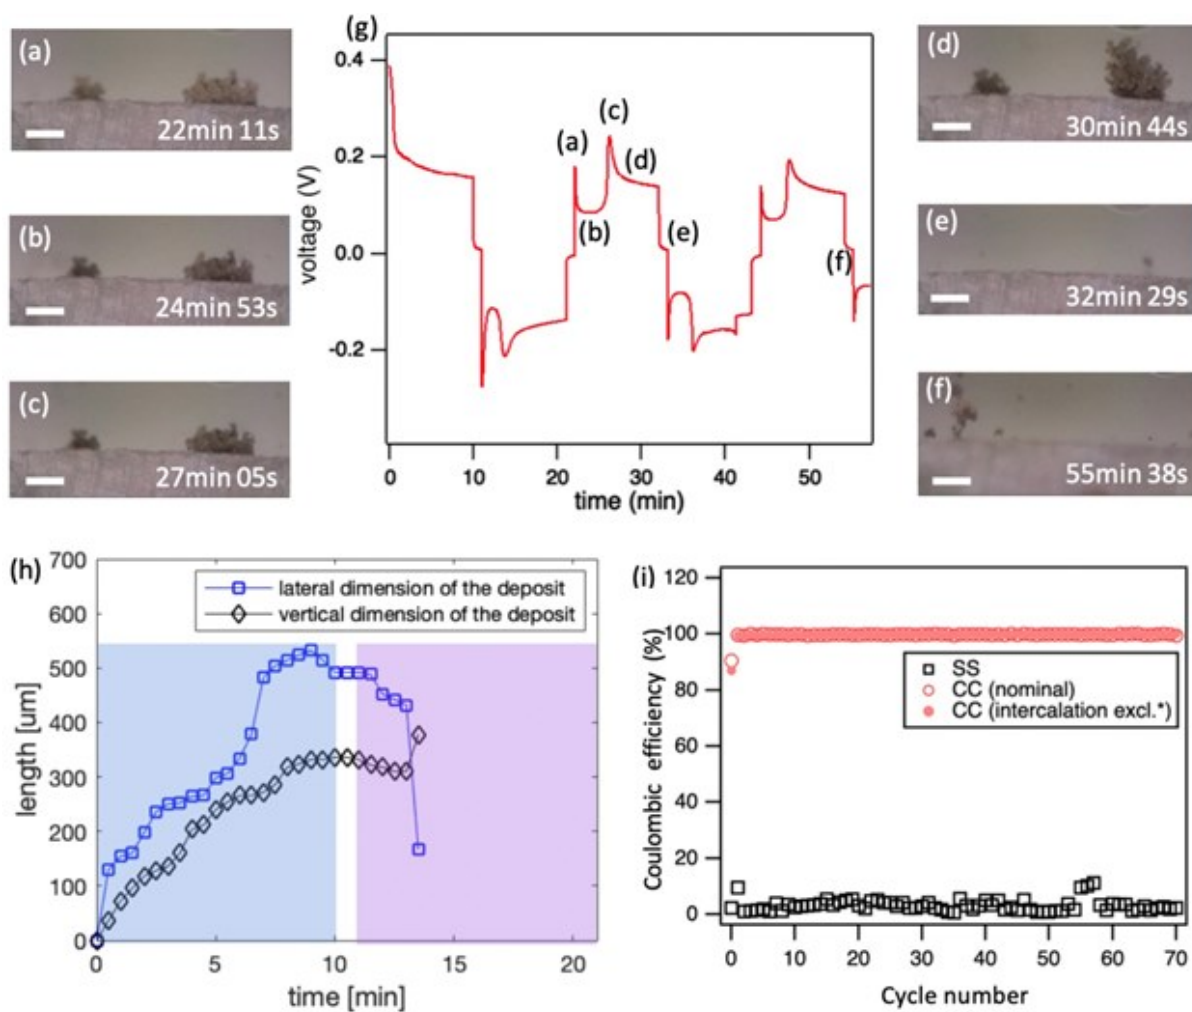 (a)
22min 11s
(b)
24min 53s
(c)
27min 05s
(g)
voltage (V)
0.4
0.2
0.0
-0.2
(a)
(b)
(c)
(d)
(e)
(f)
0
10
20
30
40
50
time (min)
(d)
30min 44s
(e)
32min 29s
(f)
55min 38s
(h)
length [um]
700
600
500
400
300
200
100
0
lateral dimension of the deposit
vertical dimension of the deposit
0
5
10
15
20
time [min]
(i)
Coulombic efficiency (%)
120
100
80
60
40
20
0
SS
CC (nominal)
CC (intercalation excl.*)
0
10
20
30
40
50
60
70
Cycle number